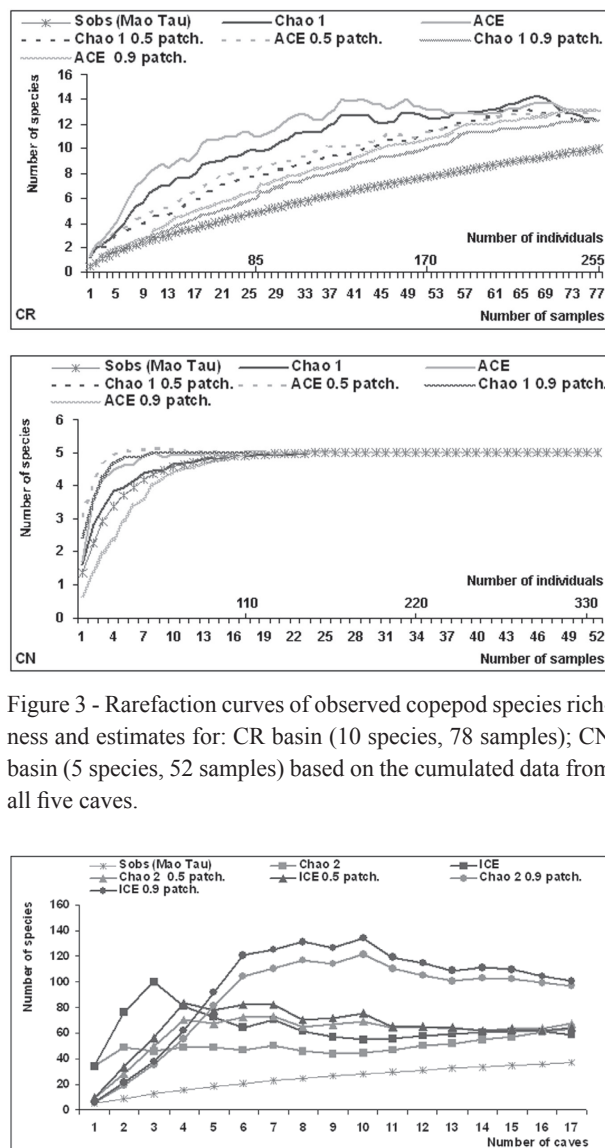 Sobs (Mao Tau) Chao 1 ACE
Chao 1 0.5 patch. ACE 0.5 patch. Chao 1 0.9 patch.
ACE 0.9 patch.
Number of species
16
14
12
10
8
6
4
2
0
Number of individuals
85 170 255
1 5 9 13 17 21 25 29 33 37 41 45 49 53 57 61 65 69 73 77
CR Number of samples
Sobs (Mao Tau) Chao 1 ACE
Chao 1 0.5 patch. ACE 0.5 patch. Chao 1 0.9 patch.
ACE 0.9 patch.
Number of species
6
5
4
3
2
1
0
Number of individuals
110 220 330
1 4 7 10 13 16 19 22 25 28 31 34 37 40 43 46 49 52
CN Number of samples
Figure 3 - Rarefaction curves of observed copepod species rich-
ness and estimates for: CR basin (10 species, 78 samples); CN
basin (5 species, 52 samples) based on the cumulated data from
all five caves.
Sobs (Mao Tau) Chao 2 ICE
Chao 2 0.5 patch. ICE 0.5 patch. Chao 2 0.9 patch.
ICE 0.9 patch.
Number of species
160
140
120
100
80
60
40
20
0
1 2 3 4 5 6 7 8 9 10 11 12 13 14 15 16 17
Number of caves